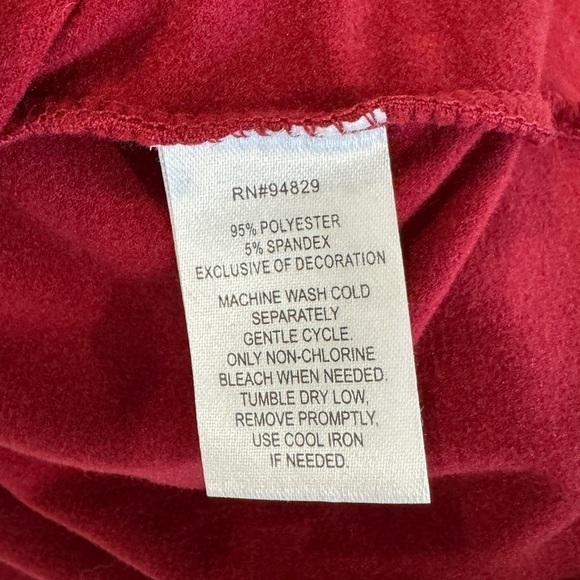 RN#94829
95% POLYESTER
5% SPANDEX
EXCLUSIVE OF DECORATION
MACHINE WASH COLD
SEPARATELY
GENTLE CYCLE.
ONLY NON-CHLORINE
BLEACH WHEN NEEDED.
TUMBLE DRY LOW,
REMOVE PROMPTLY,
USE COOL IRON
IF NEEDED.